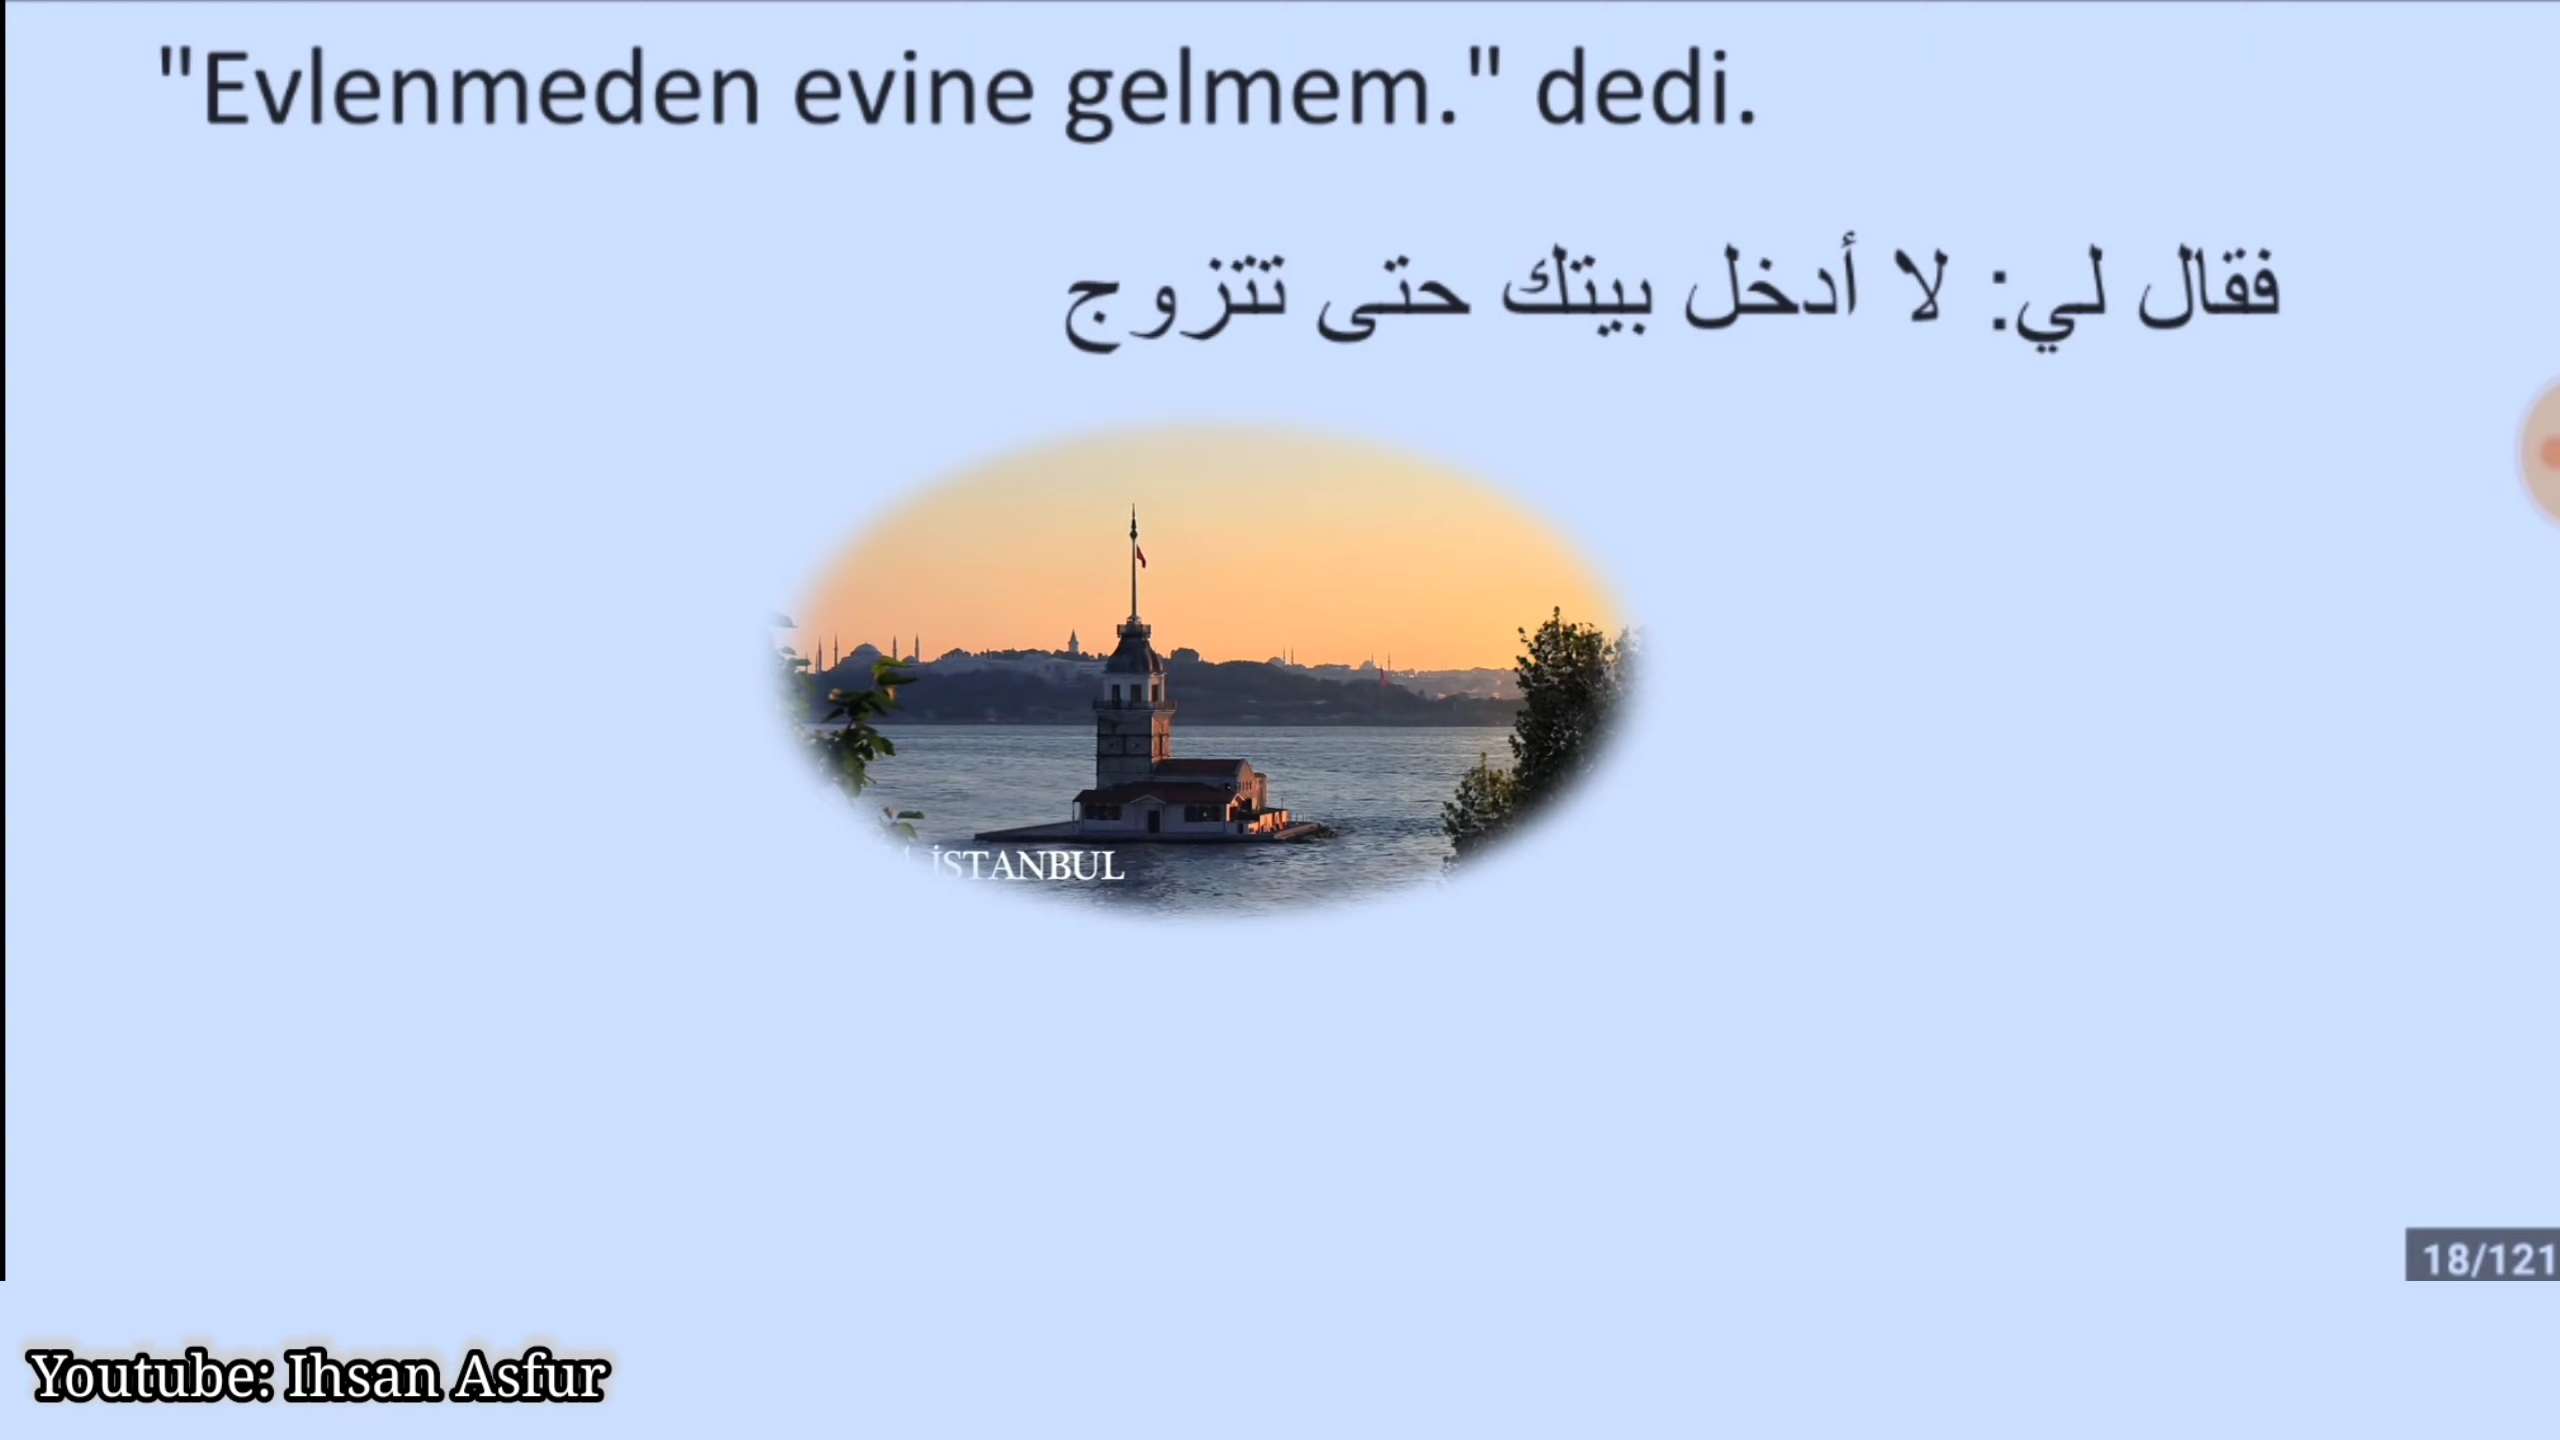 "Evlenmeden evine gelmem." dedi.
فقال لي: لا أدخل بيتك حتى تتزوج
İSTANBUL
18/121
Youtube: Ihsan Asfur